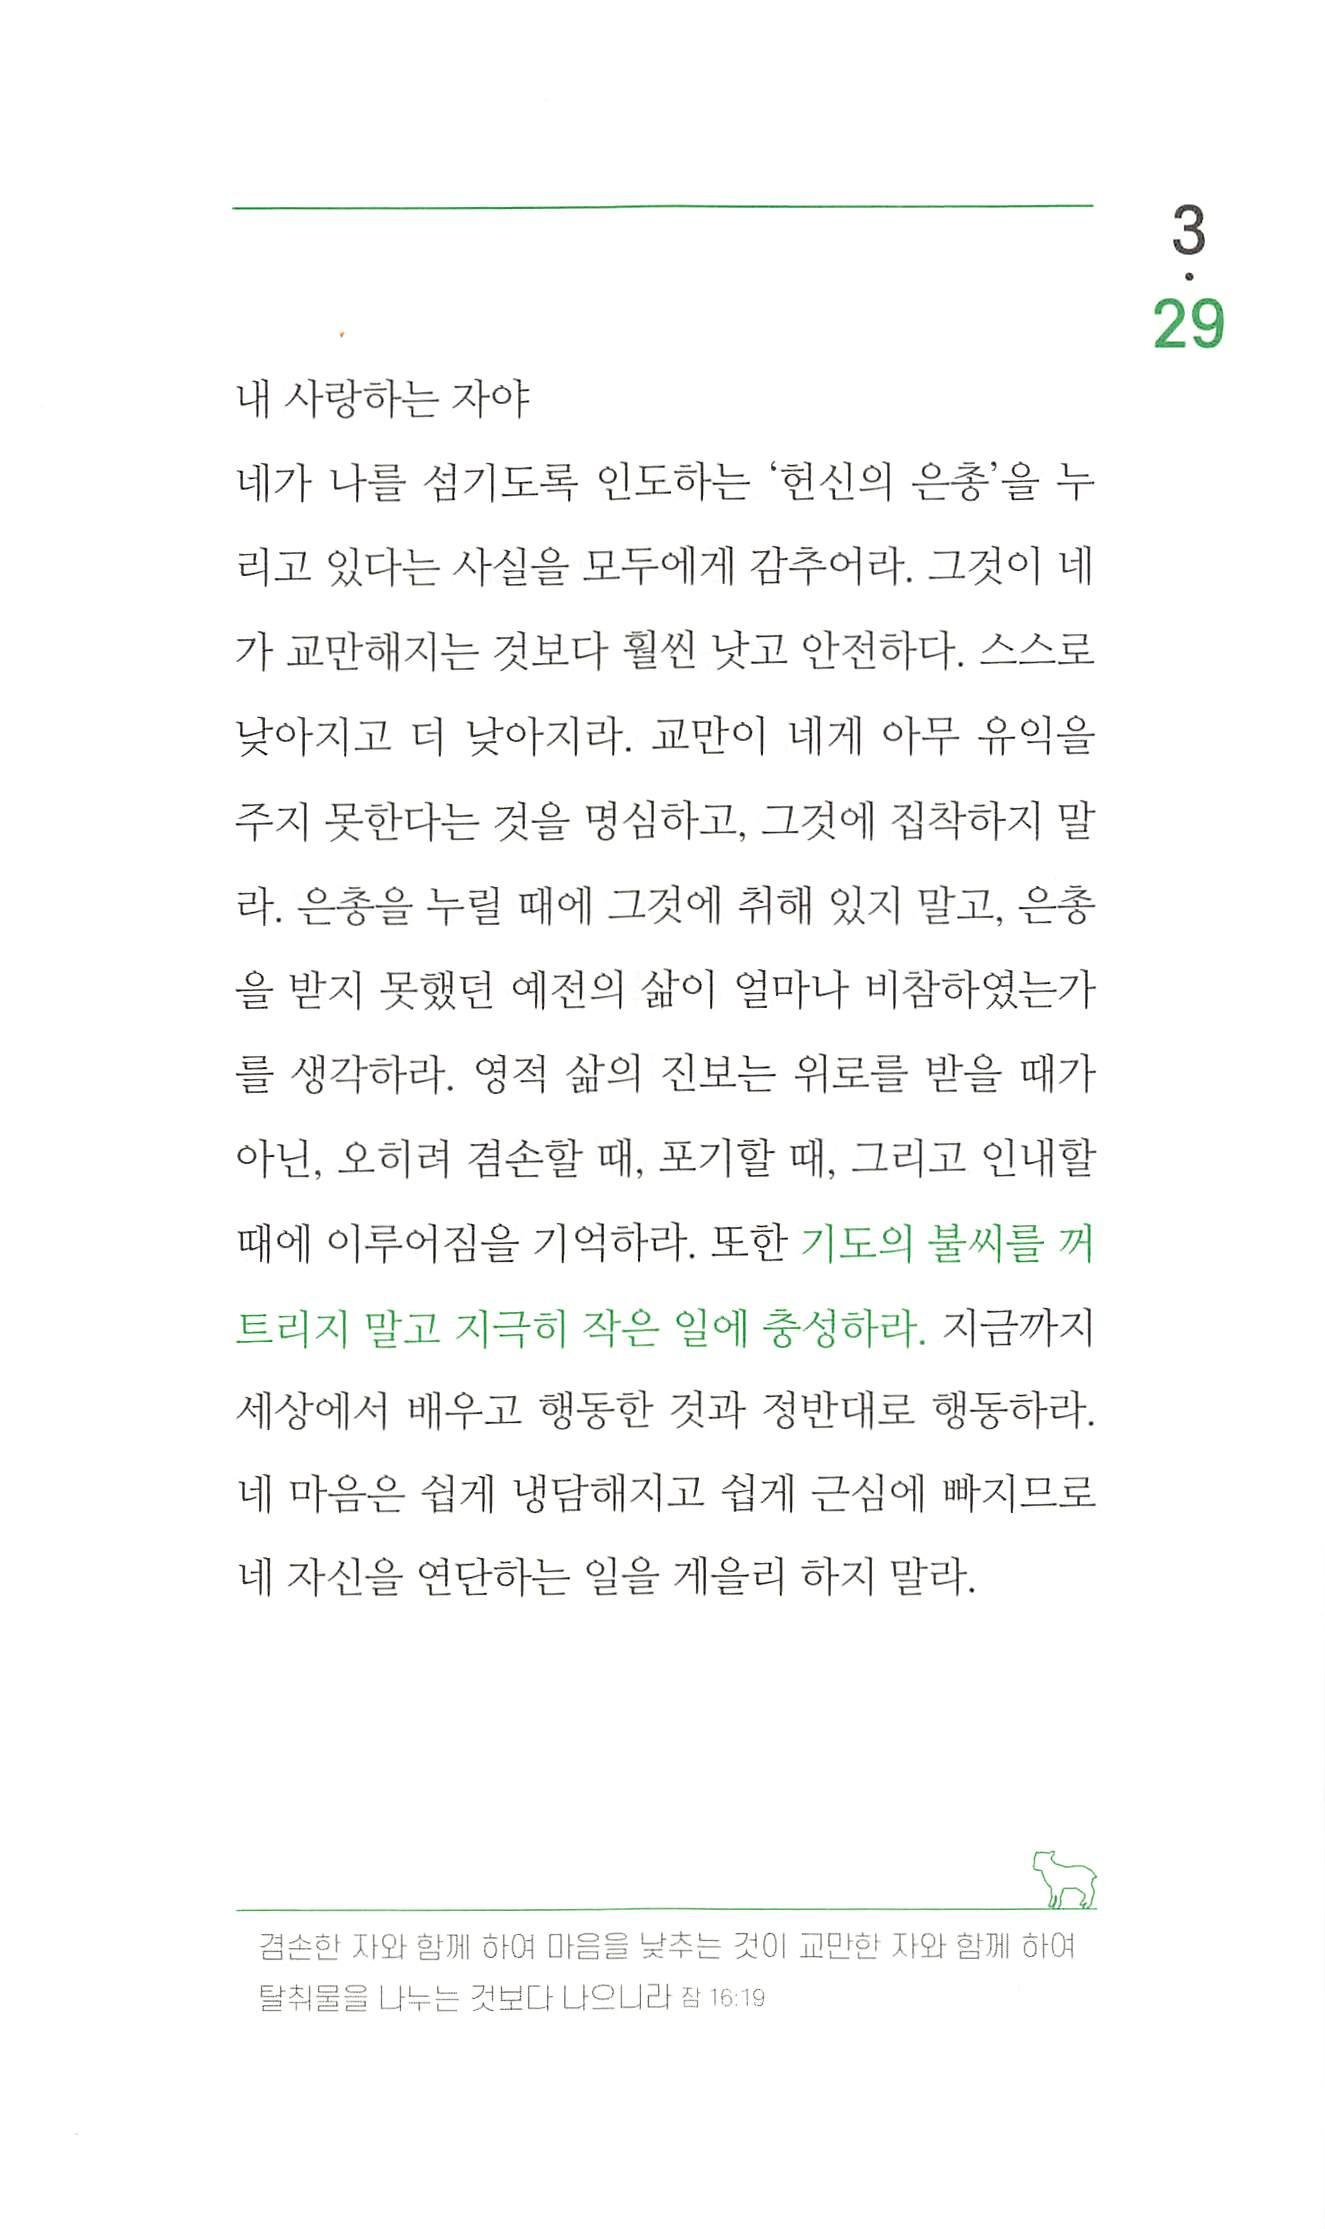 3
·
29
내 사랑하는 자야
네가 나를 섬기도록 인도하는 ‘헌신의 은총’을 누
리고 있다는 사실을 모두에게 감추어라. 그것이 네
가 교만해지는 것보다 훨씬 낫고 안전하다. 스스로
낮아지고 더 낮아지라. 교만이 네게 아무 유익을
주지 못한다는 것을 명심하고, 그것에 집착하지 말
라. 은총을 누릴 때에 그것에 취해 있지 말고, 은총
을 받지 못했던 예전의 삶이 얼마나 비참하였는가
를 생각하라. 영적 삶의 진보는 위로를 받을 때가
아닌, 오히려 겸손할 때, 포기할 때, 그리고 인내할
때에 이루어짐을 기억하라. 또한 기도의 불씨를 꺼
트리지 말고 지극히 작은 일에 충성하라. 지금까지
세상에서 배우고 행동한 것과 정반대로 행동하라.
네 마음은 쉽게 냉담해지고 쉽게 근심에 빠지므로
네 자신을 연단하는 일을 게을리 하지 말라.
겸손한 자와 함께 하여 마음을 낮추는 것이 교만한 자와 함께 하여
탈취물을 나누는 것보다 나으니라 잠 16:19